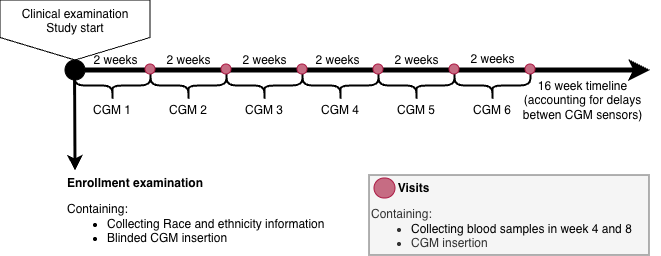 Clinical examination
Study start
2 weeks 2 weeks 2 weeks 2 weeks 2 weeks 2 weeks
CGM 1 CGM 2 CGM 3 CGM 4 CGM 5 CGM 6
16 week timeline
(accounting for delays
betwen CGM sensors)
Enrollment examination
Containing:
• Collecting Race and ethnicity information
• Blinded CGM insertion
Visits
Containing:
• Collecting blood samples in week 4 and 8
• CGM insertion